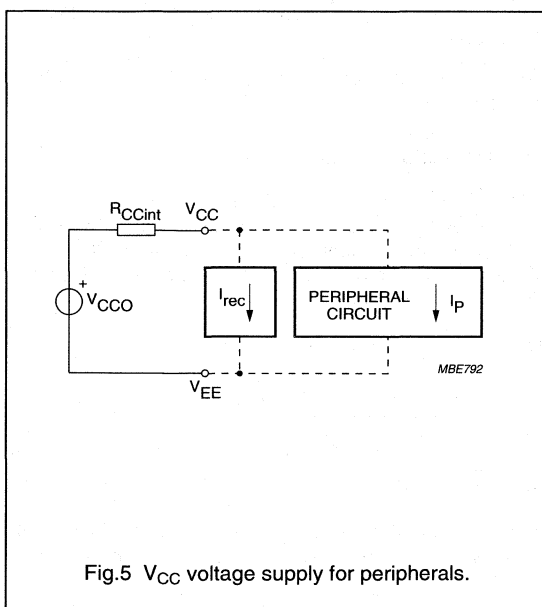 R_CCint V_CC
+
V_CCO
I_rec
PERIPHERAL
CIRCUIT
I_P
MBE792
V_EE
Fig.5 V_CC voltage supply for peripherals.